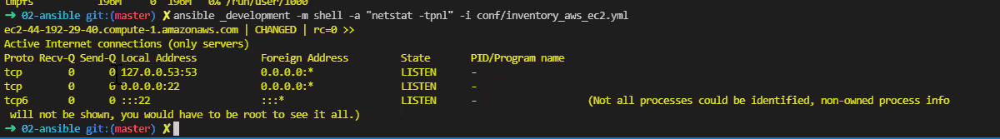 tmpfs 196M 0 196M 0% /run/user/1000
➜ 02-ansible git:(master) ✗ ansible _development -m shell -a "netstat -tpnl" -i conf/inventory_aws_ec2.yml
ec2-44-192-29-40.compute-1.amazonaws.com | CHANGED | rc=0 >>
Active Internet connections (only servers)
Proto Recv-Q Send-Q Local Address Foreign Address State PID/Program name
tcp 0 0 127.0.0.53:53 0.0.0.0:* LISTEN -
tcp 0 0 0.0.0.0:22 0.0.0.0:* LISTEN -
tcp6 0 0 :::22 :::* LISTEN - (Not all processes could be identified, non-owned process info
will not be shown, you would have to be root to see it all.)
➜ 02-ansible git:(master) ✗